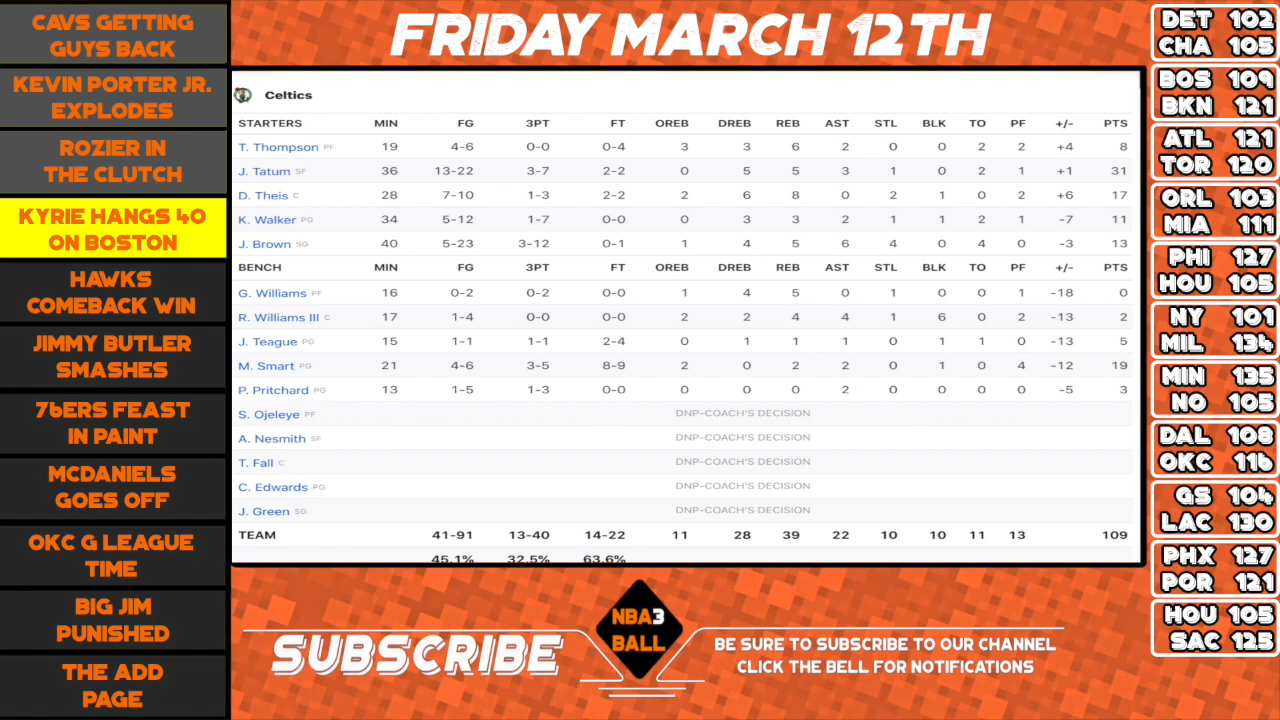 CAVS GETTING
GUYS BACK
KEVIN PORTER JR.
EXPLODES
ROZIER IN
THE CLUTCH
KYRIE HANGS 40
ON BOSTON
HAWKS
COMEBACK WIN
JIMMY BUTLER
SMASHES
76ERS FEAST
IN PAINT
MCDANIELS
GOES OFF
OKC G LEAGUE
TIME
BIG JIM
PUNISHED
THE ADD
PAGE
FRIDAY MARCH 12TH
Celtics
STARTERS MIN FG 3PT FT OREB DREB REB AST STL BLK TO PF +/- PTS
T. Thompson PF 19 4-6 0-0 0-4 3 3 6 2 0 0 2 2 +4 8
J. Tatum SF 36 13-22 3-7 2-2 0 5 5 3 1 0 2 1 +1 31
D. Theis C 28 7-10 1-3 2-2 2 6 8 0 2 1 0 2 +6 17
K. Walker PG 34 5-12 1-7 0-0 0 3 3 2 1 1 2 1 -7 11
J. Brown SG 40 5-23 3-12 0-1 1 4 5 6 4 0 4 0 -3 13
BENCH MIN FG 3PT FT OREB DREB REB AST STL BLK TO PF +/- PTS
G. Williams PF 16 0-2 0-2 0-0 1 4 5 0 1 0 0 1 -18 0
R. Williams III C 17 1-4 0-0 0-0 2 2 4 4 1 6 0 2 -13 2
J. Teague PG 15 1-1 1-1 2-4 0 1 1 1 0 1 1 0 -13 5
M. Smart PG 21 4-6 3-5 8-9 2 0 2 2 0 1 0 4 -12 19
P. Pritchard PG 13 1-5 1-3 0-0 0 0 0 2 0 0 0 0 -5 3
S. Ojeleye PF DNP-COACH'S DECISION
A. Nesmith SF DNP-COACH'S DECISION
T. Fall C DNP-COACH'S DECISION
C. Edwards PG DNP-COACH'S DECISION
J. Green SG DNP-COACH'S DECISION
TEAM 41-91 13-40 14-22 11 28 39 22 10 10 11 13 109
45.1% 32.5% 63.6%
SUBSCRIBE
NBA3
BALL
BE SURE TO SUBSCRIBE TO OUR CHANNEL
CLICK THE BELL FOR NOTIFICATIONS
DET 102
CHA 105
BOS 109
BKN 121
ATL 121
TOR 120
ORL 103
MIA 111
PHI 127
HOU 105
NY 101
MIL 134
MIN 135
NO 105
DAL 108
OKC 116
GS 104
LAC 130
PHX 127
POR 121
HOU 105
SAC 125